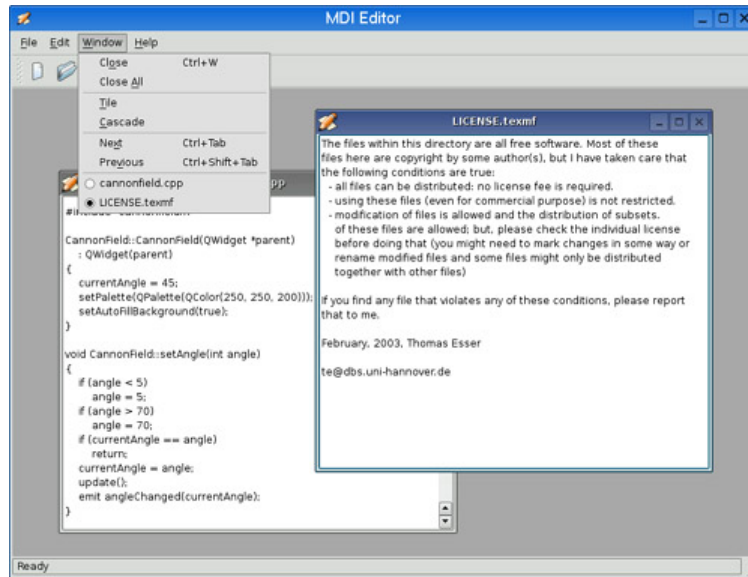 MDI Editor
File Edit Window Help
Close Ctrl+W
Close All
Tile
Cascade
Next Ctrl+Tab
Previous Ctrl+Shift+Tab
cannonfield.cpp
LICENSE.texmf
pp
CannonField::CannonField(QWidget *parent)
: QWidget(parent)
{
currentAngle = 45;
setPalette(QPalette(QColor(250, 250, 200)));
setAutoFillBackground(true);
}
void CannonField::setAngle(int angle)
{
if (angle < 5)
angle = 5;
if (angle > 70)
angle = 70;
if (currentAngle == angle)
return;
currentAngle = angle;
update();
emit angleChanged(currentAngle);
}
LICENSE.texmf
The files within this directory are all free software. Most of these
files here are copyright by some author(s), but I have taken care that
the following conditions are true:
- all files can be distributed: no license fee is required.
- using these files (even for commercial purpose) is not restricted.
- modification of files is allowed and the distribution of subsets.
of these files are allowed; but, please check the individual license
before doing that (you might need to mark changes in some way or
rename modified files and some files might only be distributed
together with other files)
If you find any file that violates any of these conditions, please report
that to me.
February, 2003, Thomas Esser
te@dbs.uni-hannover.de
Ready